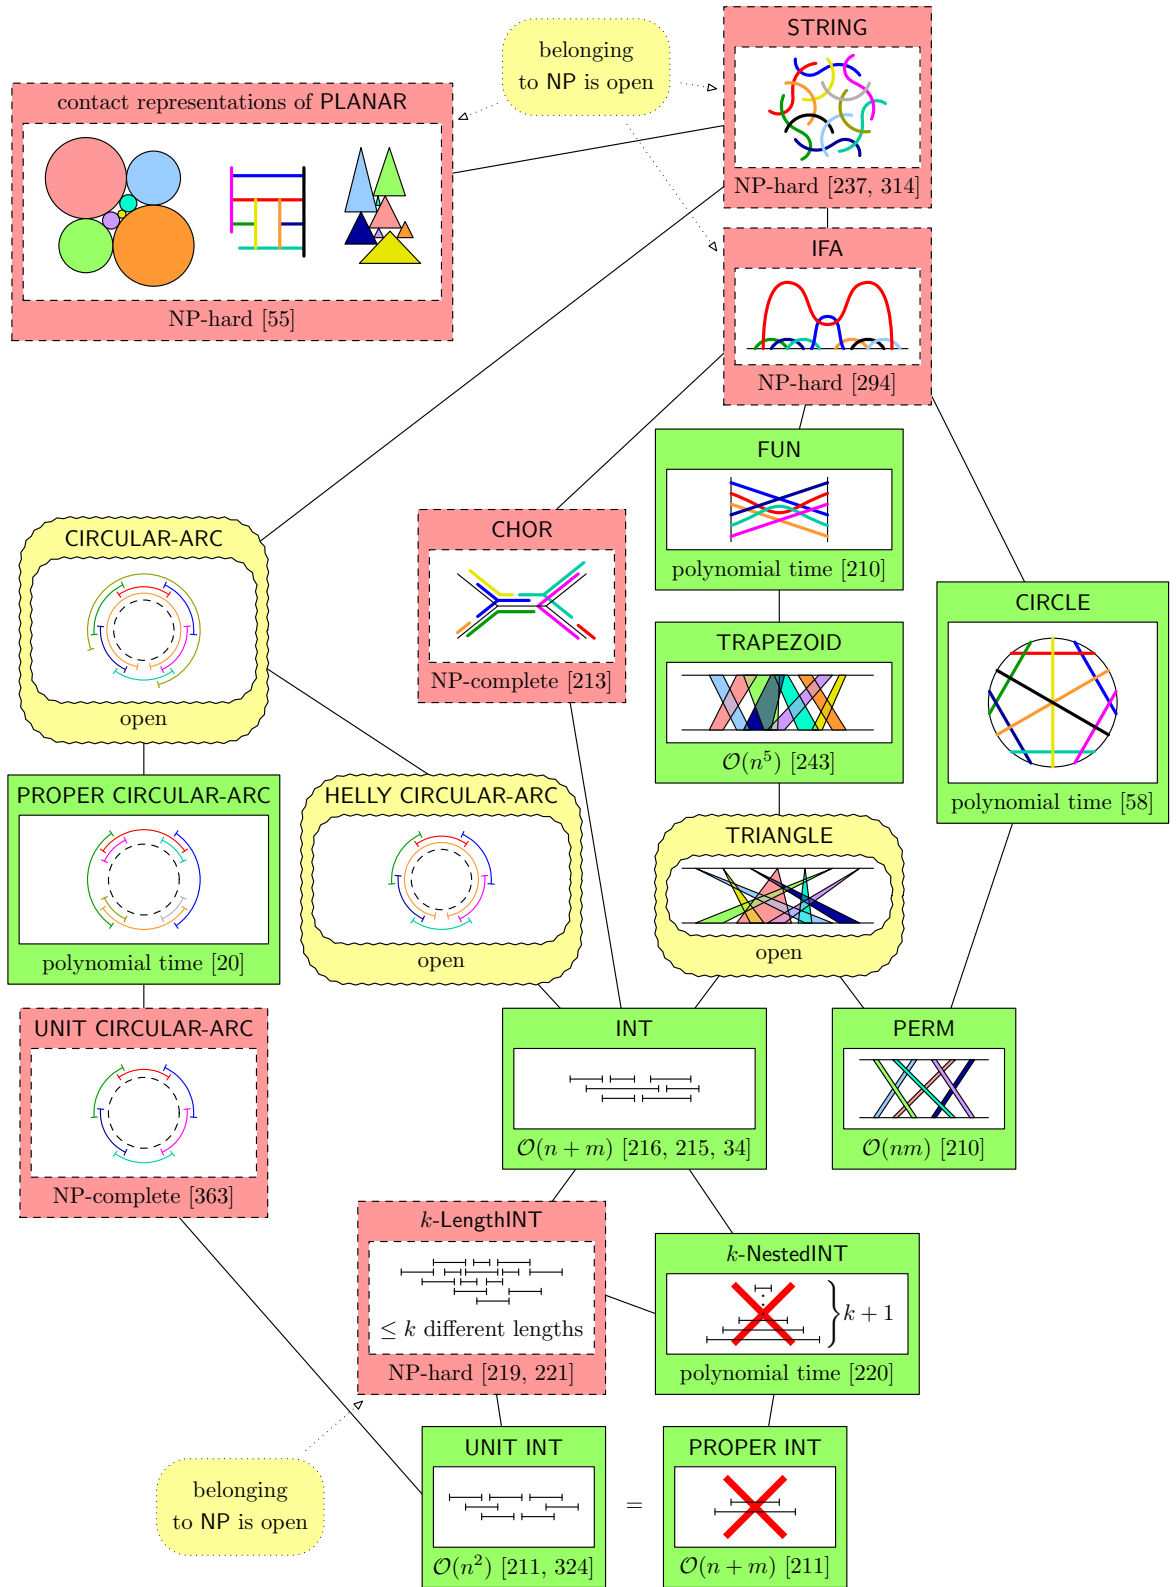 STRING
belonging
to NP is open
NP-hard [237, 314]
contact representations of PLANAR
NP-hard [55]
IFA
NP-hard [294]
FUN
polynomial time [210]
CIRCULAR-ARC
open
CHOR
NP-complete [213]
CIRCLE
polynomial time [58]
TRAPEZOID
𝒪(n⁵) [243]
PROPER CIRCULAR-ARC
polynomial time [20]
HELLY CIRCULAR-ARC
open
TRIANGLE
open
UNIT CIRCULAR-ARC
NP-complete [363]
INT
𝒪(n + m) [216, 215, 34]
PERM
𝒪(nm) [210]
k-LengthINT
≤ k different lengths
NP-hard [219, 221]
k-NestedINT
k + 1
polynomial time [220]
belonging
to NP is open
UNIT INT
𝒪(n²) [211, 324]
=
PROPER INT
𝒪(n + m) [211]